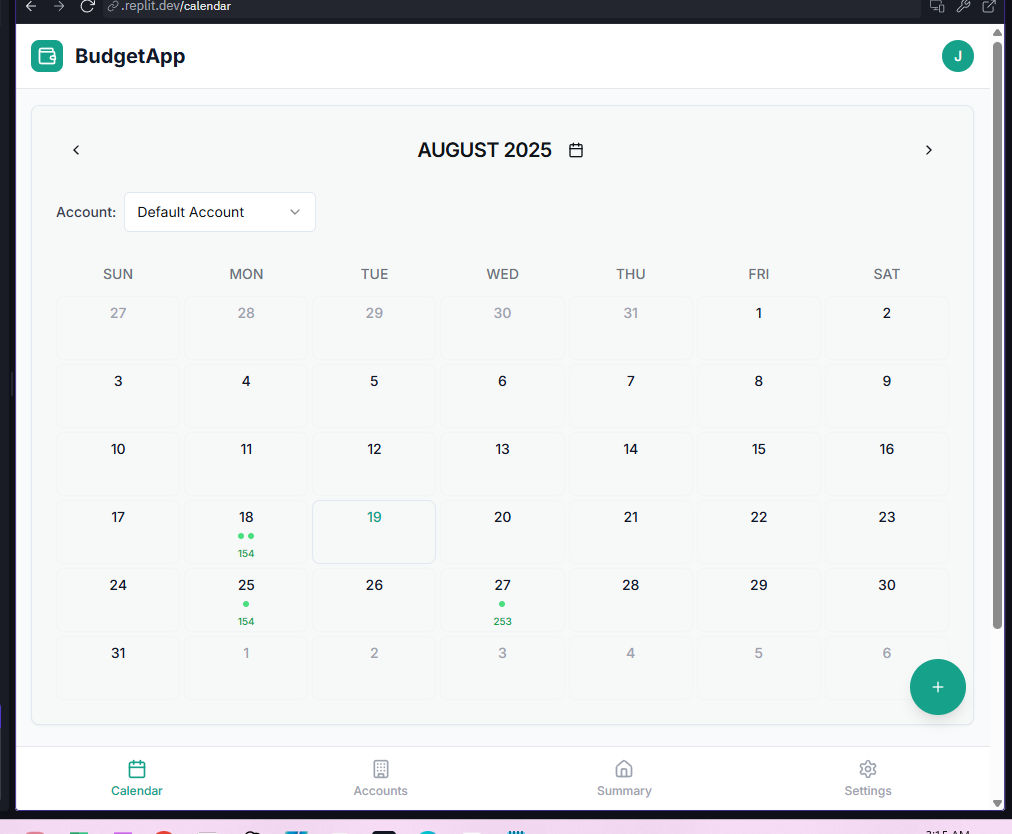 .replit.dev/calendar
BudgetApp
J
AUGUST 2025
Account: Default Account
SUN MON TUE WED THU FRI SAT
27 28 29 30 31 1 2
3 4 5 6 7 8 9
10 11 12 13 14 15 16
17 18 19 20 21 22 23
154
24 25 26 27 28 29 30
154 253
31 1 2 3 4 5 6
+
Calendar Accounts Summary Settings